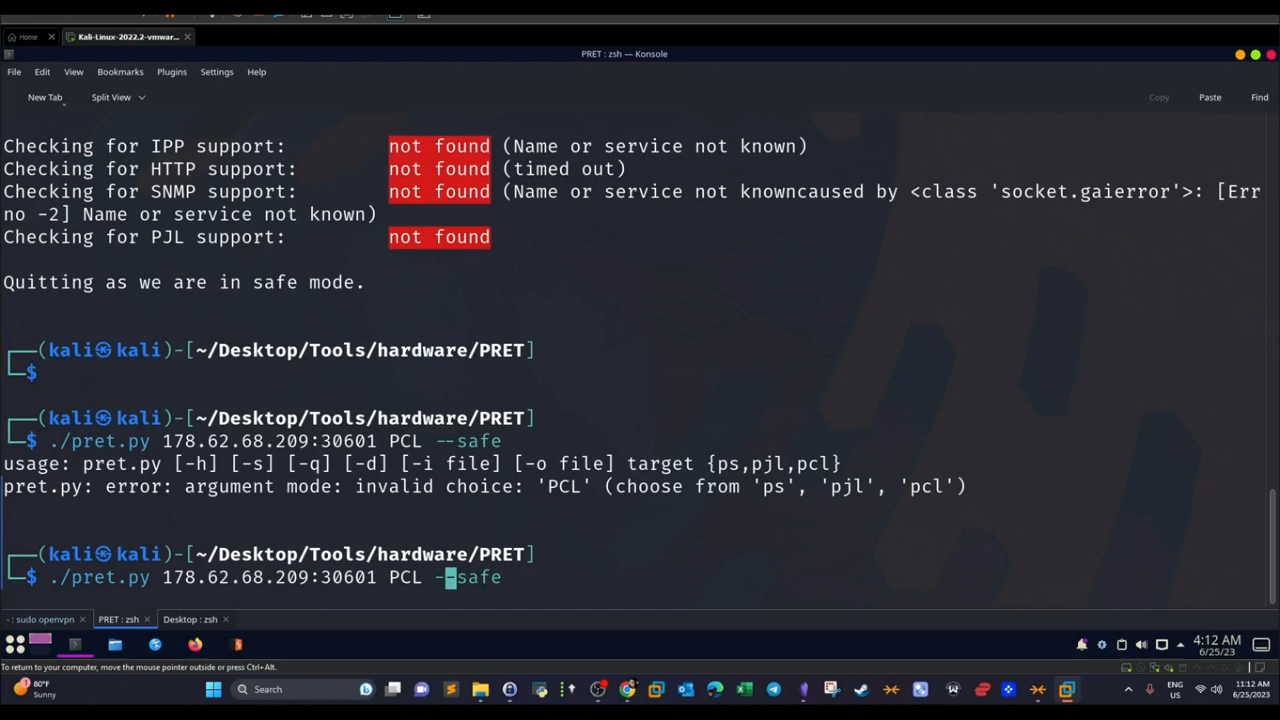 Home
Kali-Linux-2022.2-vmwar...
PRET : zsh — Konsole
File Edit View Bookmarks Plugins Settings Help
New Tab Split View Copy Paste Find
Checking for IPP support: not found (Name or service not known)
Checking for HTTP support: not found (timed out)
Checking for SNMP support: not found (Name or service not knowncaused by <class 'socket.gaierror'>: [Err
no -2] Name or service not known)
Checking for PJL support: not found
Quitting as we are in safe mode.
(kali㉿kali)-[~/Desktop/Tools/hardware/PRET]
$
(kali㉿kali)-[~/Desktop/Tools/hardware/PRET]
$ ./pret.py 178.62.68.209:30601 PCL --safe
usage: pret.py [-h] [-s] [-q] [-d] [-i file] [-o file] target {ps,pjl,pcl}
pret.py: error: argument mode: invalid choice: 'PCL' (choose from 'ps', 'pjl', 'pcl')
(kali㉿kali)-[~/Desktop/Tools/hardware/PRET]
$ ./pret.py 178.62.68.209:30601 PCL --safe
- : sudo openvpn PRET : zsh Desktop : zsh
4:12 AM
6/25/23
To return to your computer, move the mouse pointer outside or press Ctrl+Alt.
80°F
Sunny
Search
ENG
US
11:12 AM
6/25/2023